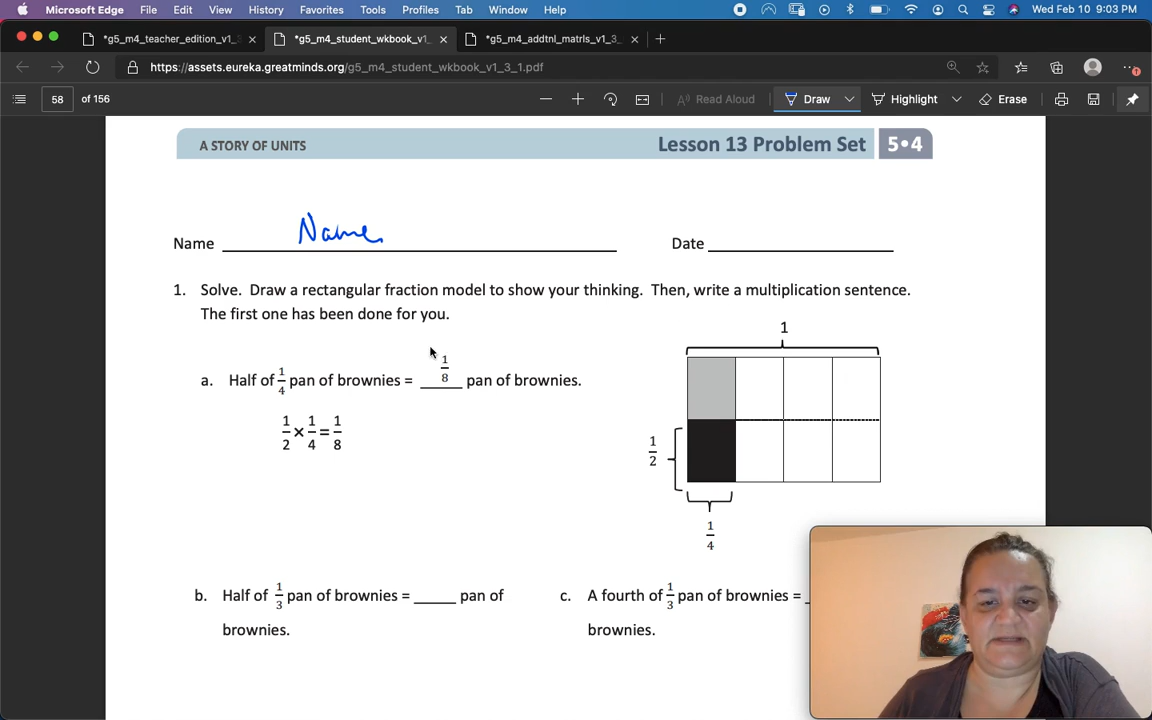 Microsoft Edge File Edit View History Favorites Tools Profiles Tab Window Help Wed Feb 10 9:03 PM
*g5_m4_teacher_edition_v1_3 *g5_m4_student_wkbook_v1_ *g5_m4_addtnl_matrls_v1_3_
https://assets.eureka.greatminds.org/g5_m4_student_wkbook_v1_3_1.pdf
58 of 156 Read Aloud Draw Highlight Erase
A STORY OF UNITS Lesson 13 Problem Set 5•4
Name Name Date
1. Solve. Draw a rectangular fraction model to show your thinking. Then, write a multiplication sentence.
The first one has been done for you.
1
a. Half of 1/4 pan of brownies = 1/8 pan of brownies.
1/2 × 1/4 = 1/8
1/2
1/4
b. Half of 1/3 pan of brownies = _____ pan of
brownies.
c. A fourth of 1/3 pan of brownies = _
brownies.